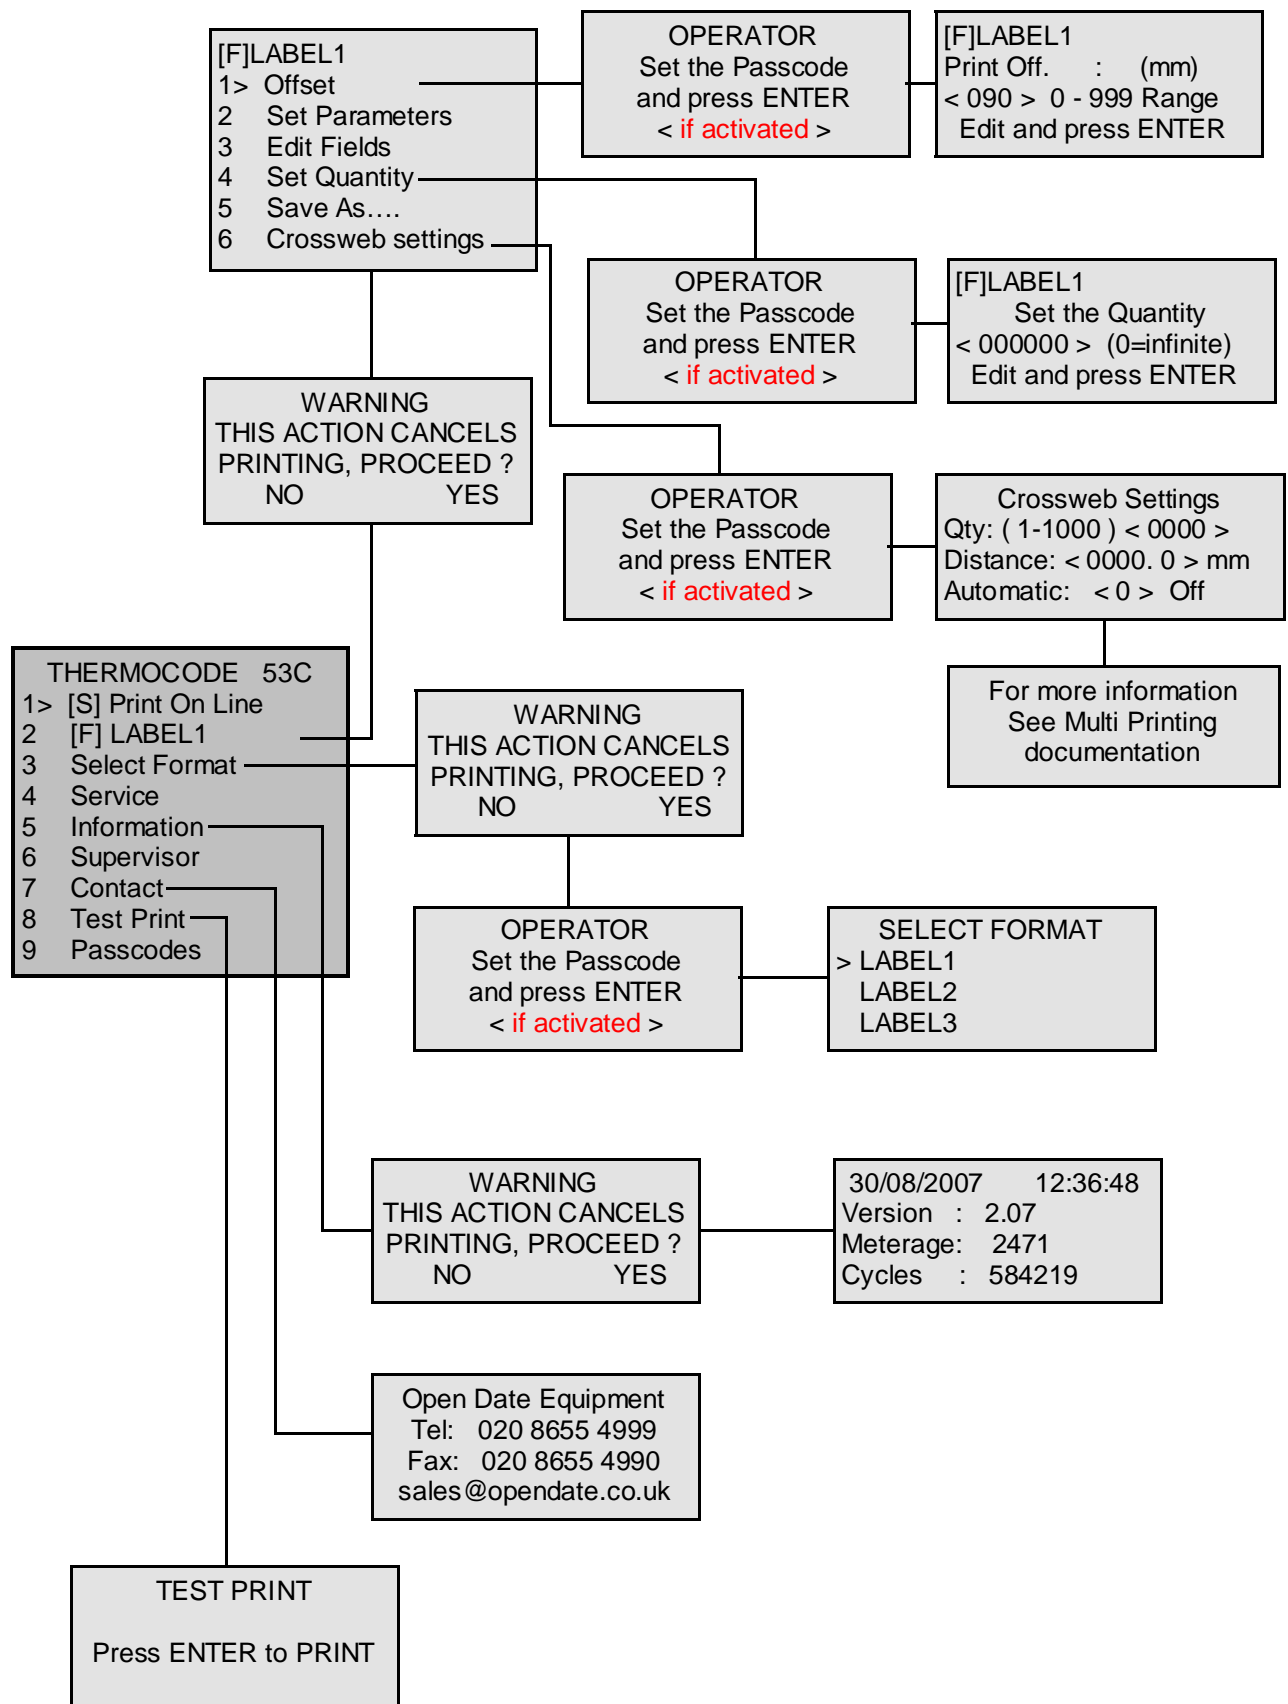 [F]LABEL1
1> Offset
2 Set Parameters
3 Edit Fields
4 Set Quantity
5 Save As....
6 Crossweb settings
OPERATOR
Set the Passcode
and press ENTER
< if activated >
[F]LABEL1
Print Off. : (mm)
< 090 > 0 - 999 Range
Edit and press ENTER
OPERATOR
Set the Passcode
and press ENTER
< if activated >
[F]LABEL1
Set the Quantity
< 000000 > (0=infinite)
Edit and press ENTER
WARNING
THIS ACTION CANCELS
PRINTING, PROCEED ?
NO YES
OPERATOR
Set the Passcode
and press ENTER
< if activated >
Crossweb Settings
Qty: ( 1-1000 ) < 0000 >
Distance: < 0000. 0 > mm
Automatic: < 0 > Off
For more information
See Multi Printing
documentation
THERMOCODE 53C
1> [S] Print On Line
2 [F] LABEL1
3 Select Format
4 Service
5 Information
6 Supervisor
7 Contact
8 Test Print
9 Passcodes
WARNING
THIS ACTION CANCELS
PRINTING, PROCEED ?
NO YES
OPERATOR
Set the Passcode
and press ENTER
< if activated >
SELECT FORMAT
> LABEL1
LABEL2
LABEL3
WARNING
THIS ACTION CANCELS
PRINTING, PROCEED ?
NO YES
30/08/2007 12:36:48
Version : 2.07
Meterage: 2471
Cycles : 584219
Open Date Equipment
Tel: 020 8655 4999
Fax: 020 8655 4990
sales@opendate.co.uk
TEST PRINT
Press ENTER to PRINT